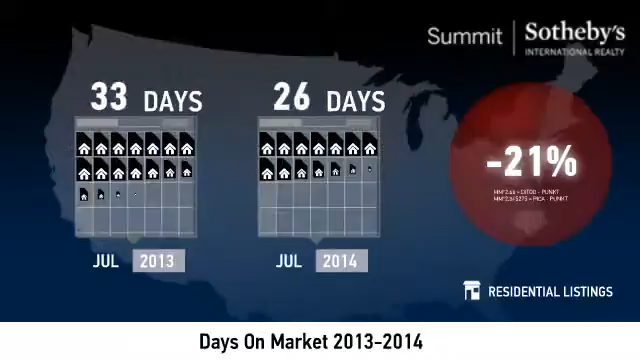 Summit | Sotheby's
INTERNATIONAL REALTY
33 DAYS
26 DAYS
-21%
JUL 2013
JUL 2014
RESIDENTIAL LISTINGS
Days On Market 2013-2014